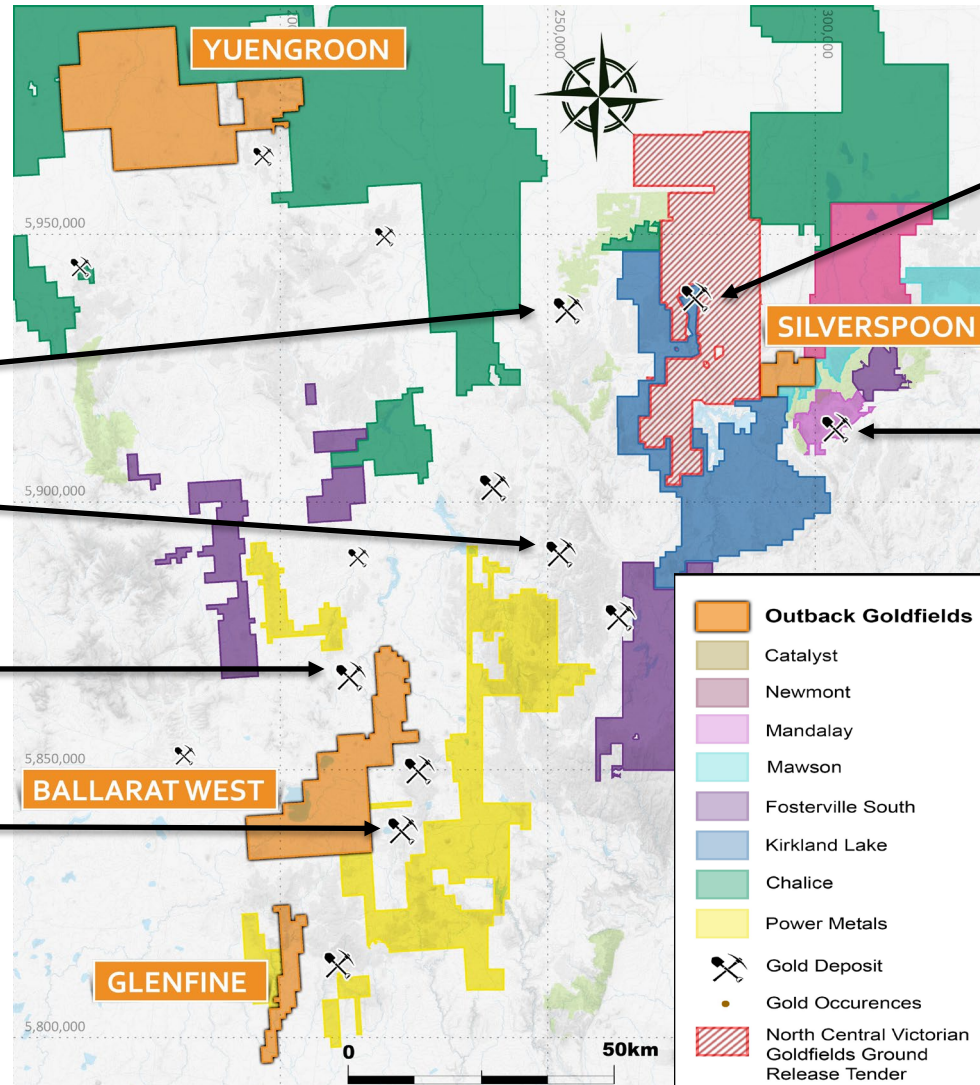 YUENGROON
250,000
300,000
5,950,000
SILVERSPOON
5,900,000
5,850,000
BALLARAT WEST
GLENFINE
5,800,000
0 50km
Outback Goldfields
Catalyst
Newmont
Mandalay
Mawson
Fosterville South
Kirkland Lake
Chalice
Power Metals
Gold Deposit
Gold Occurences
North Central Victorian
Goldfields Ground
Release Tender